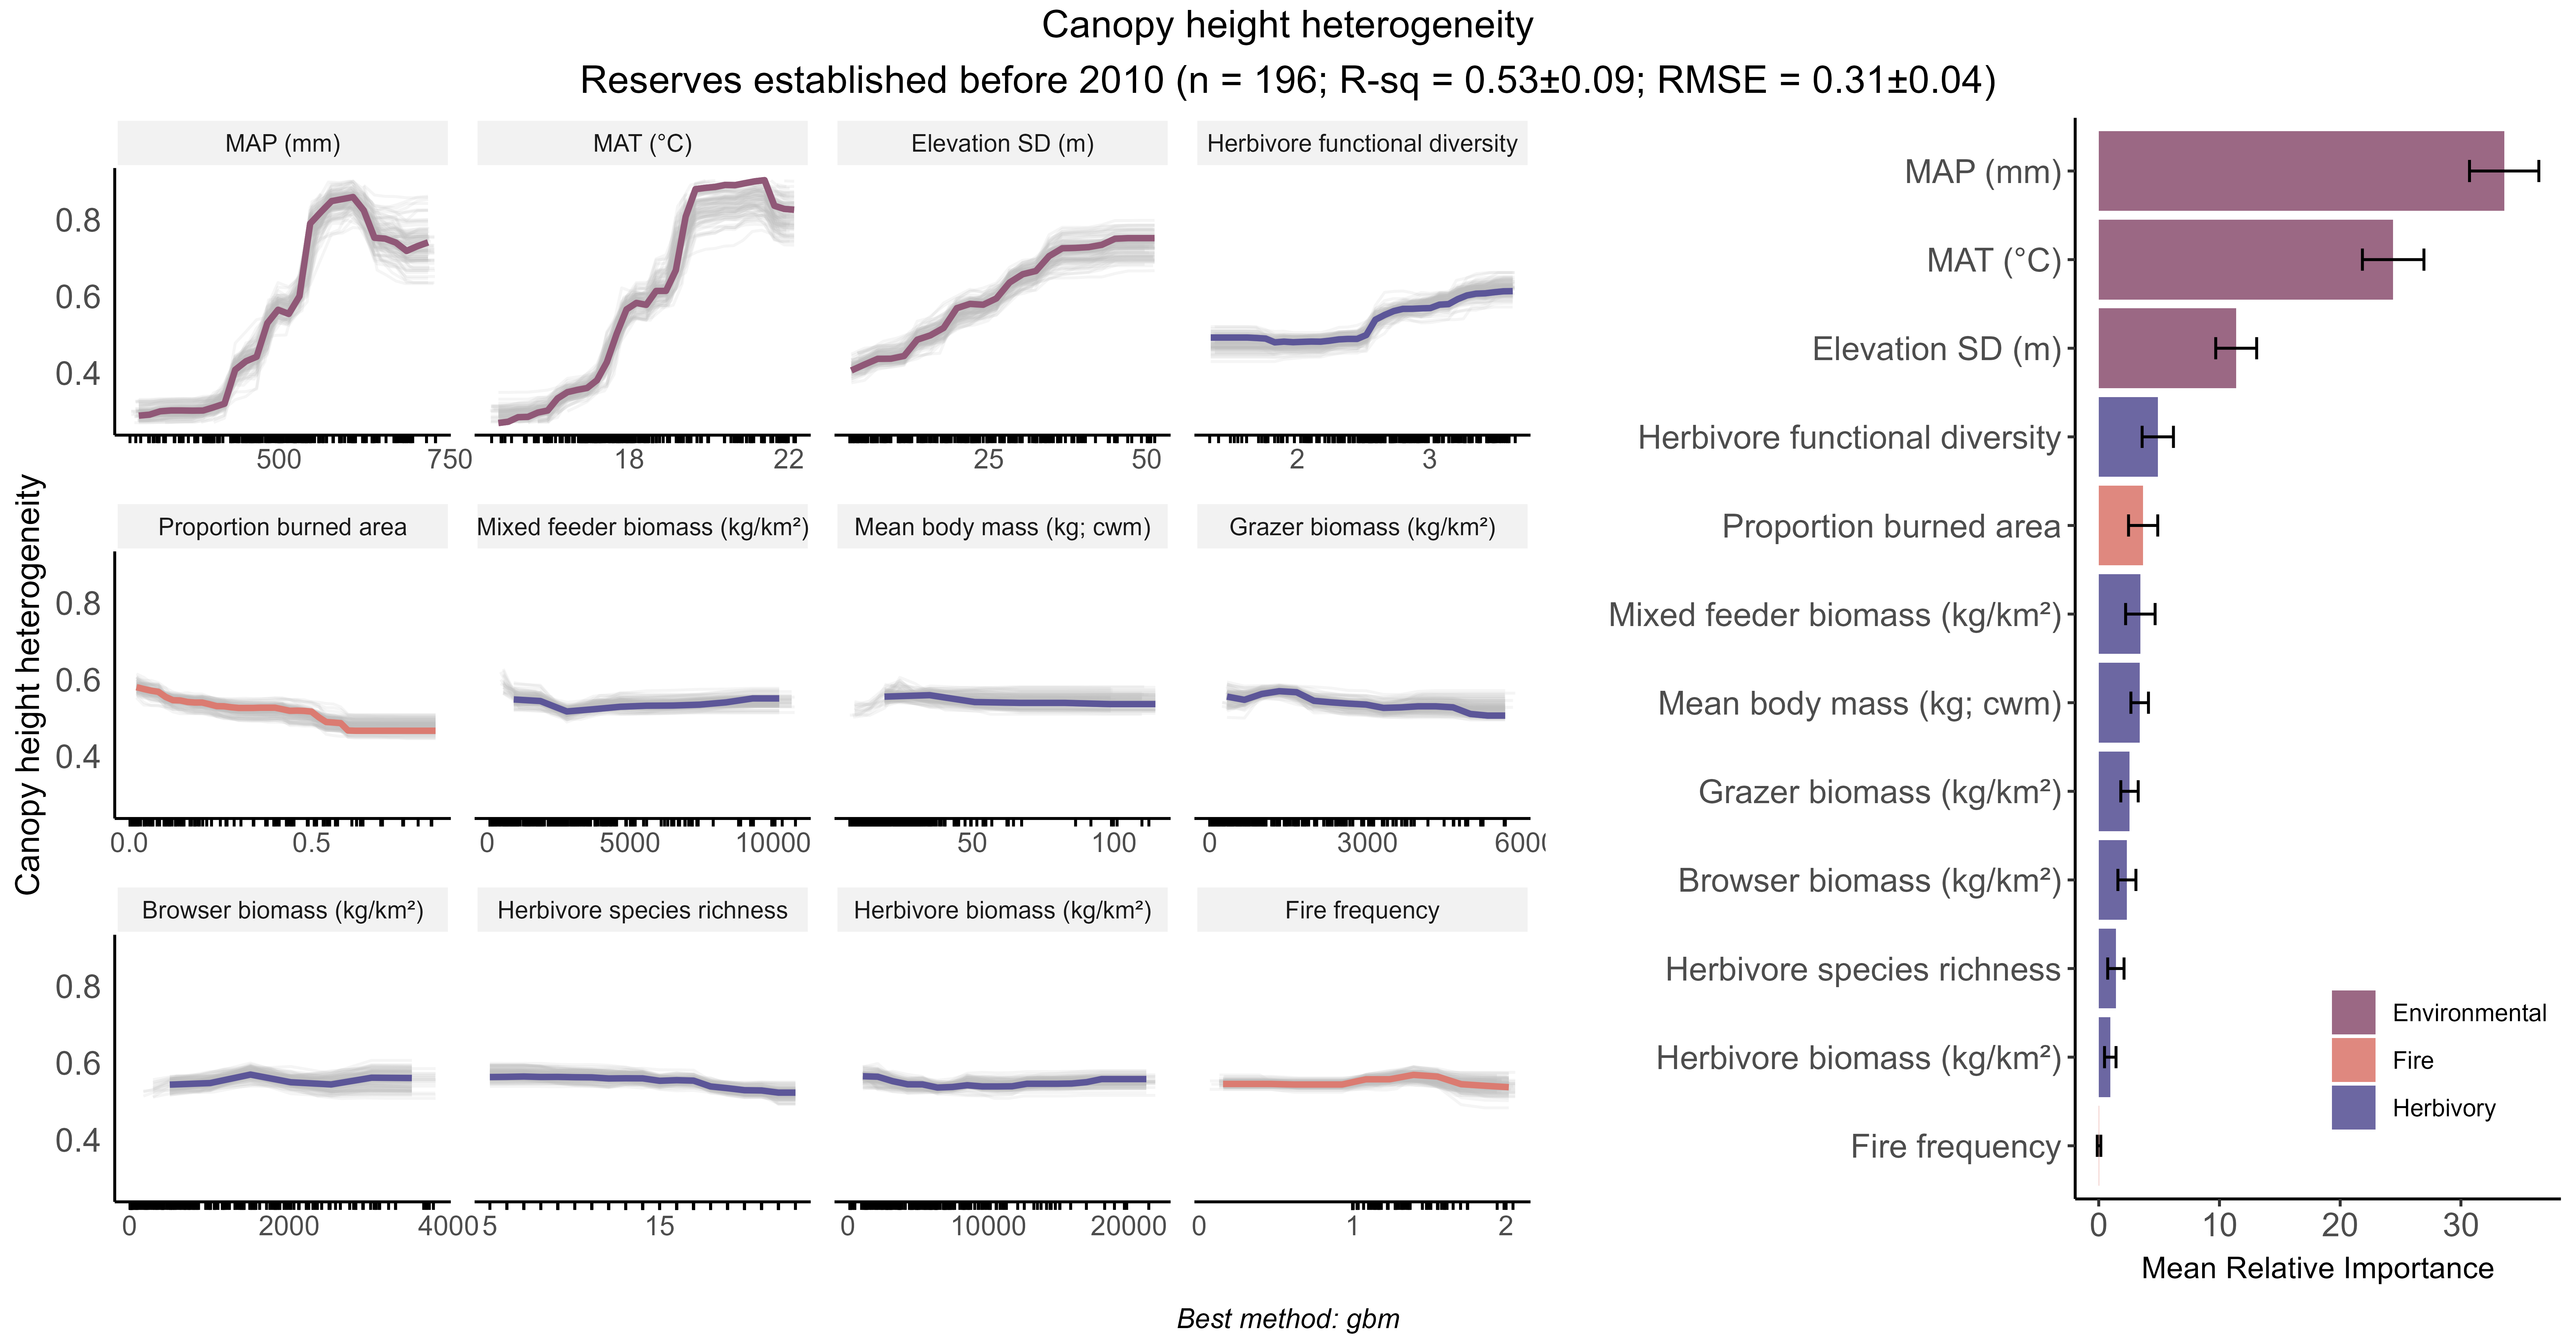 Canopy height heterogeneity
Reserves established before 2010 (n = 196; R-sq = 0.53±0.09; RMSE = 0.31±0.04)
MAP (mm)
MAT (°C)
Elevation SD (m)
Herbivore functional diversity
0.8
0.6
0.4
500
750
18
22
25
50
2
3
Canopy height heterogeneity
Proportion burned area
Mixed feeder biomass (kg/km²)
Mean body mass (kg; cwm)
Grazer biomass (kg/km²)
0.8
0.6
0.4
0.0
0.5
0
5000
10000
50
100
0
3000
6000
Browser biomass (kg/km²)
Herbivore species richness
Herbivore biomass (kg/km²)
Fire frequency
0.8
0.6
0.4
0
2000
4000
5
15
0
10000
20000
0
1
2
MAP (mm)
MAT (°C)
Elevation SD (m)
Herbivore functional diversity
Proportion burned area
Mixed feeder biomass (kg/km²)
Mean body mass (kg; cwm)
Grazer biomass (kg/km²)
Browser biomass (kg/km²)
Herbivore species richness
Herbivore biomass (kg/km²)
Fire frequency
Environmental
Fire
Herbivory
0
10
20
30
Mean Relative Importance
Best method: gbm